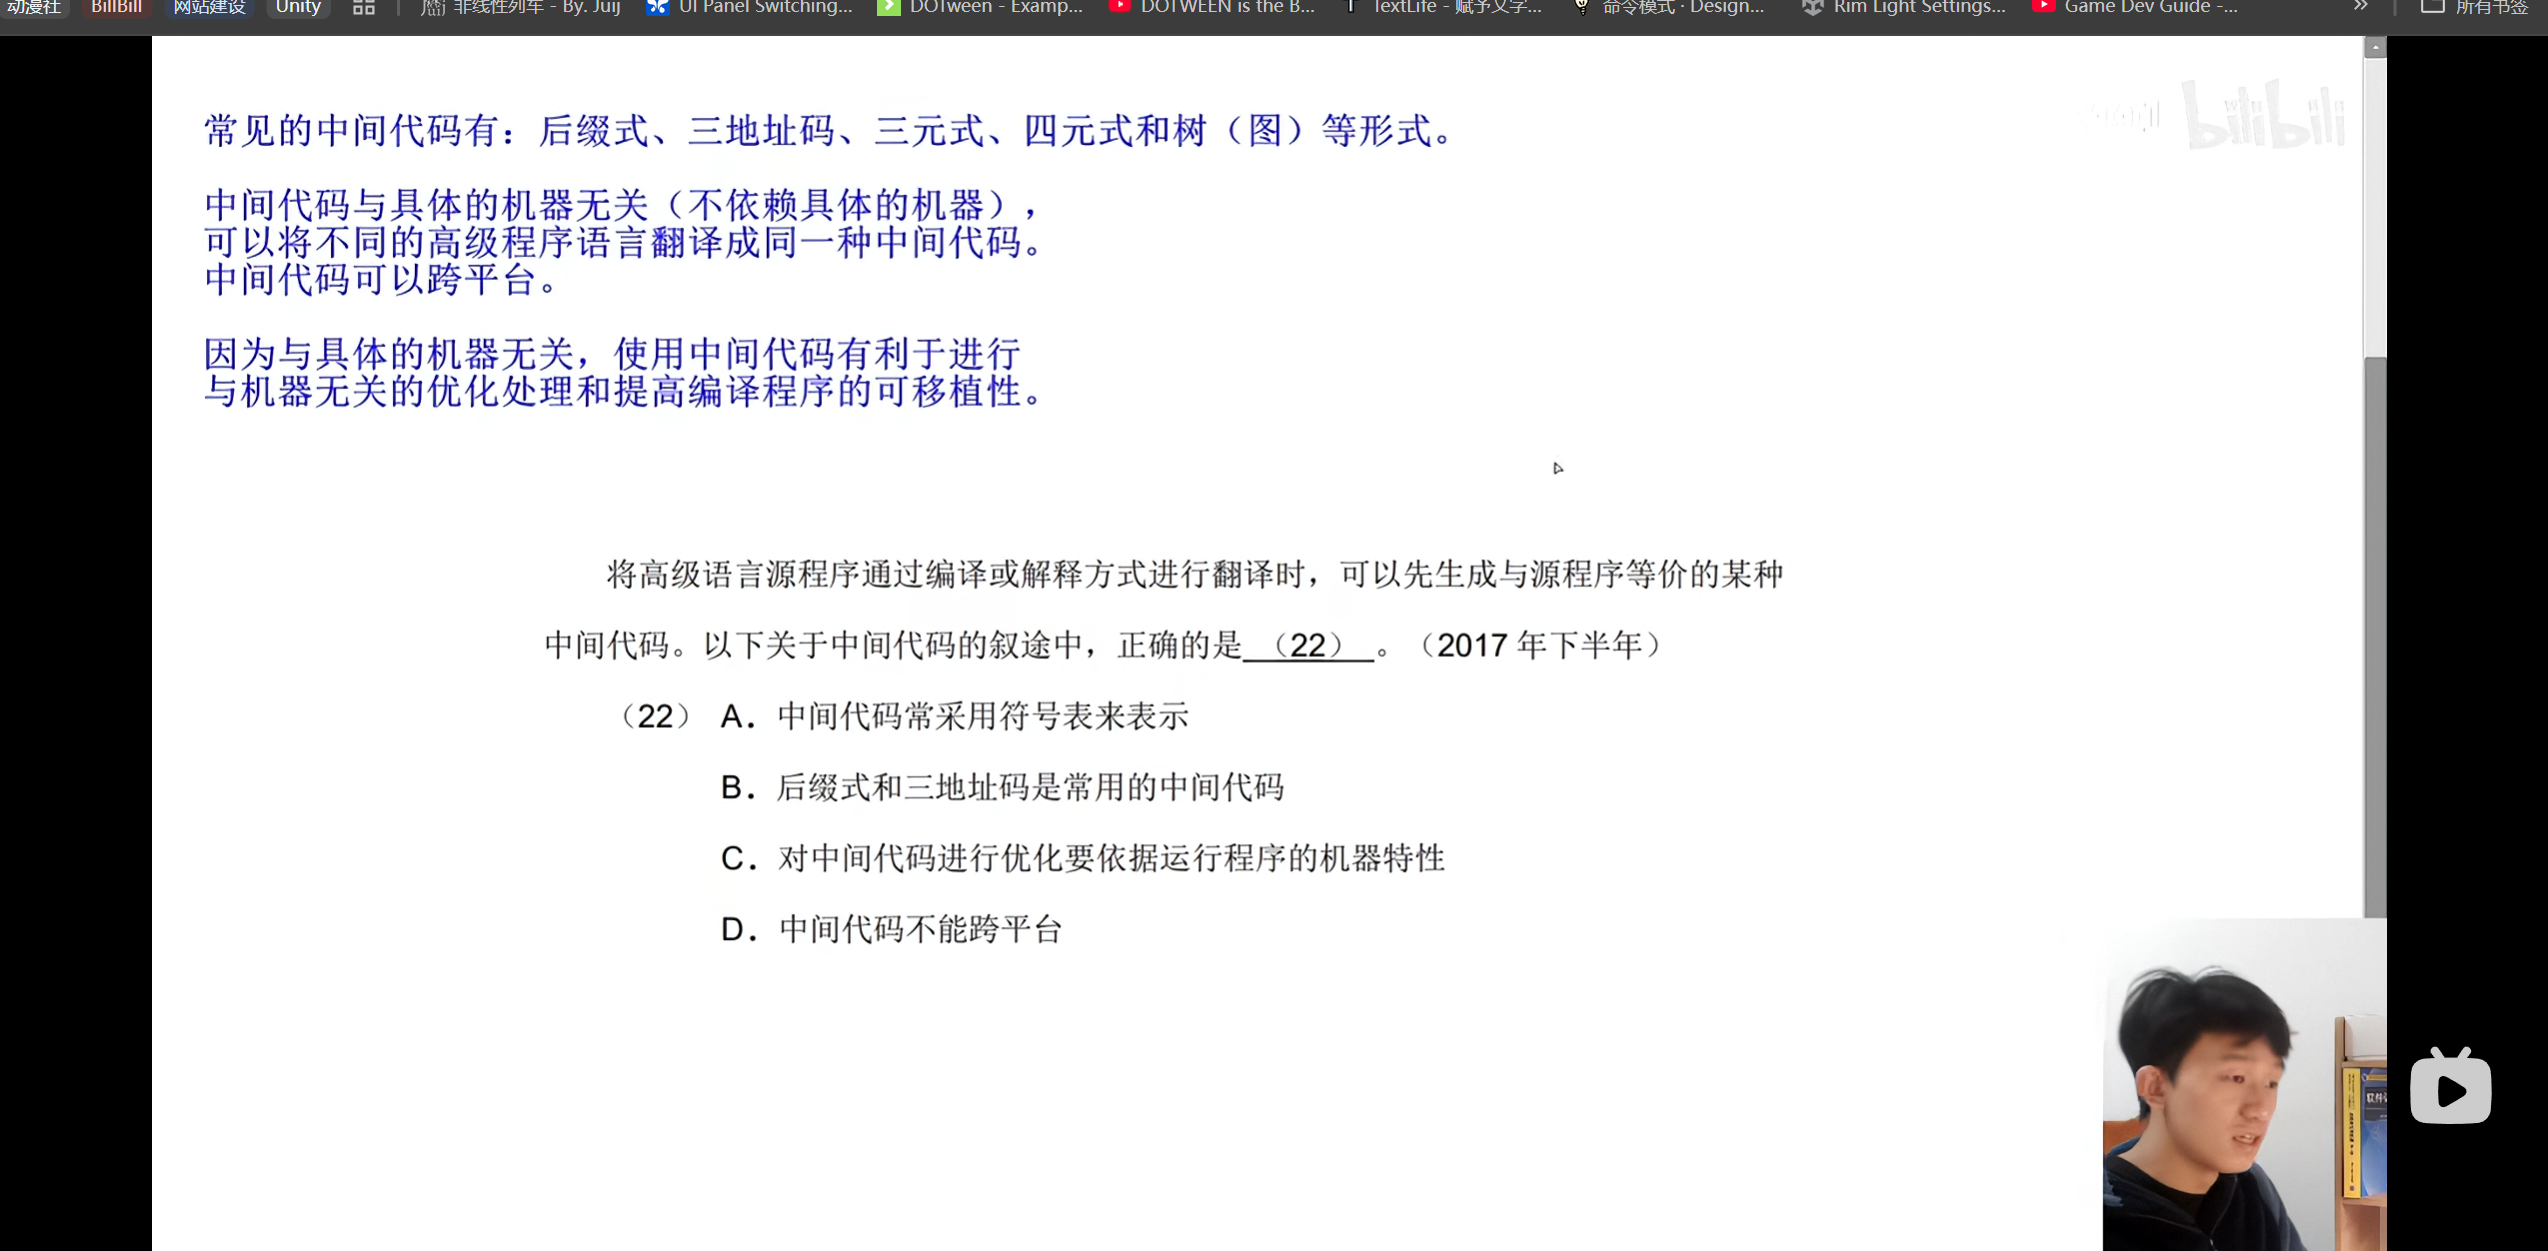 动漫社 BiliBili 网站建设 Unity 非线性列车 - By. Juij UI Panel Switching... DOTween - Examp... DOTWEEN is the B... TextLife - 赋予文字... 命令模式 · Design... Rim Light Settings... Game Dev Guide -... » 所有书签
bilibili
常见的中间代码有：后缀式、三地址码、三元式、四元式和树（图）等形式。
中间代码与具体的机器无关（不依赖具体的机器），
可以将不同的高级程序语言翻译成同一种中间代码。
中间代码可以跨平台。
因为与具体的机器无关，使用中间代码有利于进行
与机器无关的优化处理和提高编译程序的可移植性。
将高级语言源程序通过编译或解释方式进行翻译时，可以先生成与源程序等价的某种
中间代码。以下关于中间代码的叙途中，正确的是 （22） 。（2017 年下半年）
（22） A. 中间代码常采用符号表来表示
B. 后缀式和三地址码是常用的中间代码
C. 对中间代码进行优化要依据运行程序的机器特性
D. 中间代码不能跨平台